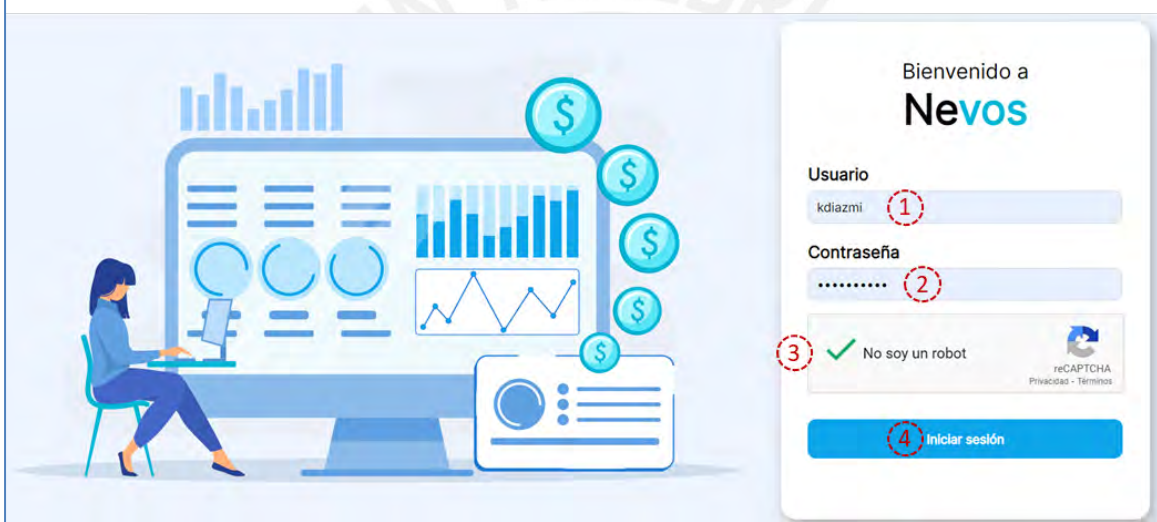 Bienvenido a
Nevos
Usuario
kdiazmi 1
Contraseña
•••••••••• 2
3 No soy un robot
reCAPTCHA
Privacidad - Términos
4 Iniciar sesión
$
$
$
$
$